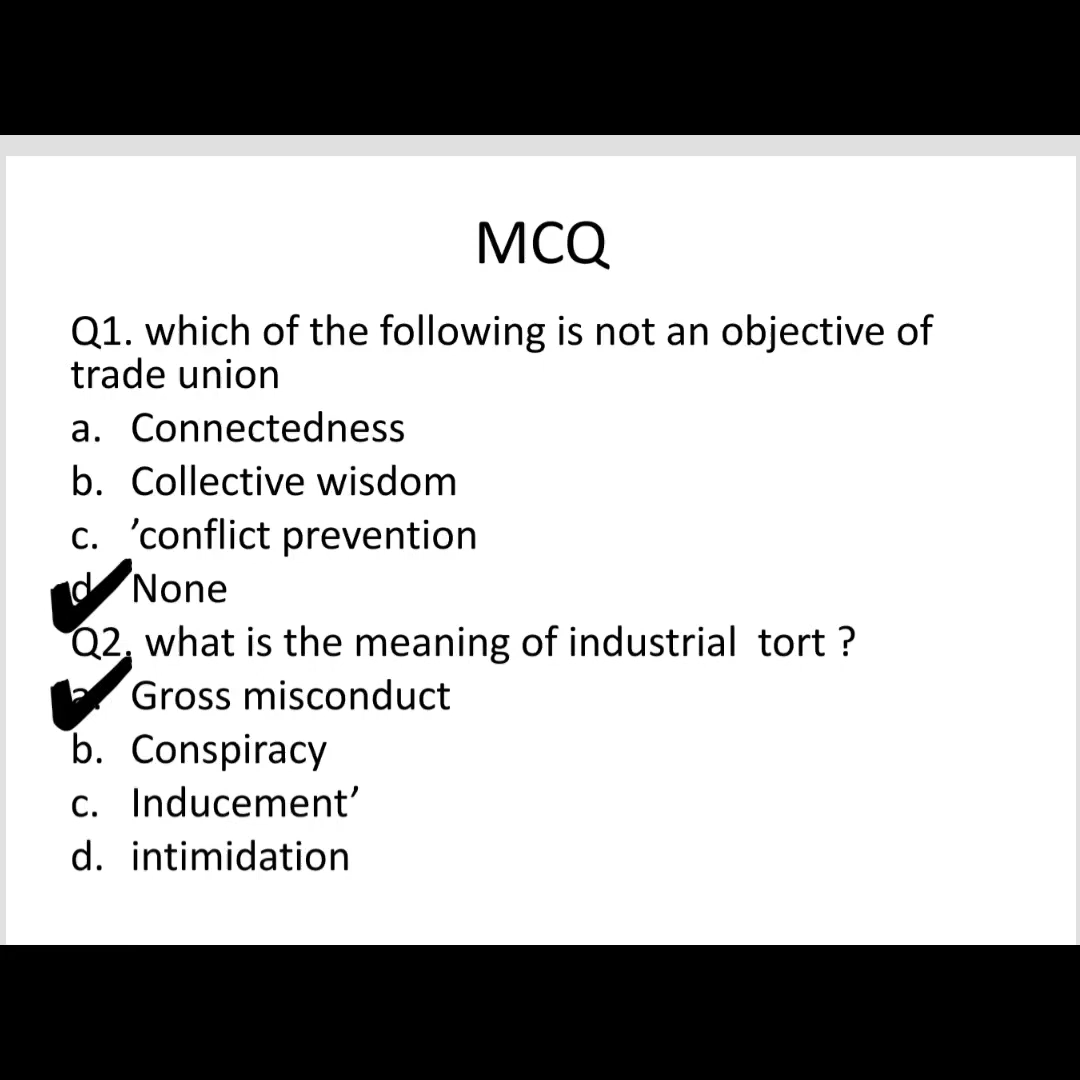 MCQ
Q1. which of the following is not an objective of
trade union
a. Connectedness
b. Collective wisdom
c. ’conflict prevention
d. None
Q2. what is the meaning of industrial tort ?
a. Gross misconduct
b. Conspiracy
c. Inducement’
d. intimidation